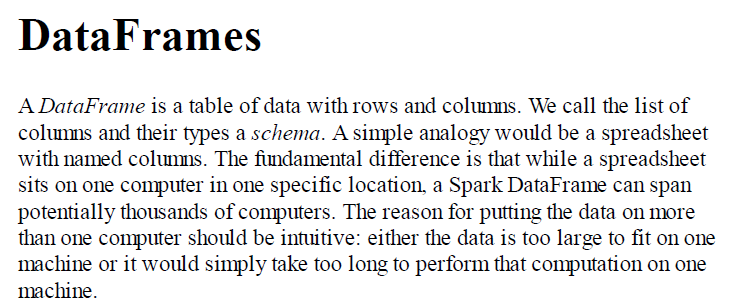 DataFrames
A DataFrame is a table of data with rows and columns. We call the list of
columns and their types a schema. A simple analogy would be a spreadsheet
with named columns. The fundamental difference is that while a spreadsheet
sits on one computer in one specific location, a Spark DataFrame can span
potentially thousands of computers. The reason for putting the data on more
than one computer should be intuitive: either the data is too large to fit on one
machine or it would simply take too long to perform that computation on one
machine.